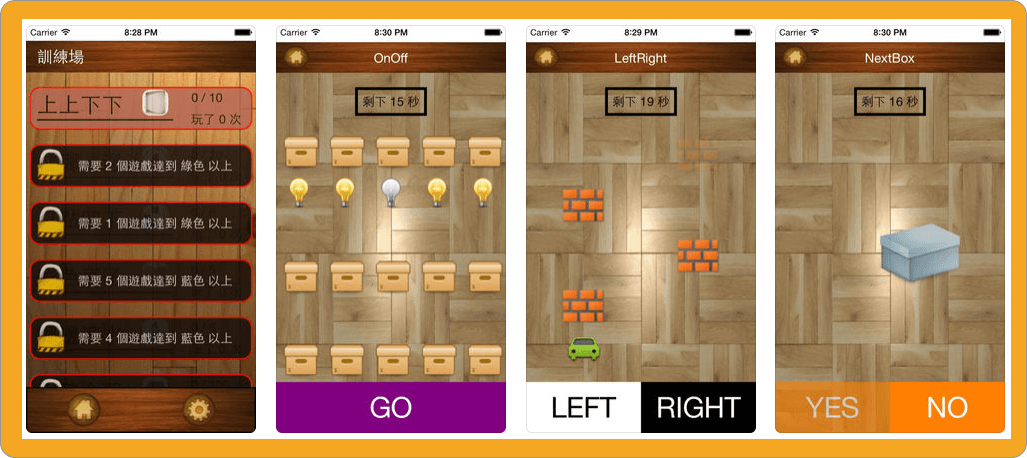 Carrier 8:28 PM
訓練場
上上下下
0 / 10
玩了 0 次
需要 2 個遊戲達到 綠色 以上
需要 1 個遊戲達到 綠色 以上
需要 5 個遊戲達到 藍色 以上
需要 4 個遊戲達到 藍色 以上
Carrier 8:30 PM
OnOff
剩下 15 秒
GO
Carrier 8:29 PM
LeftRight
剩下 19 秒
LEFT RIGHT
Carrier 8:30 PM
NextBox
剩下 16 秒
YES NO